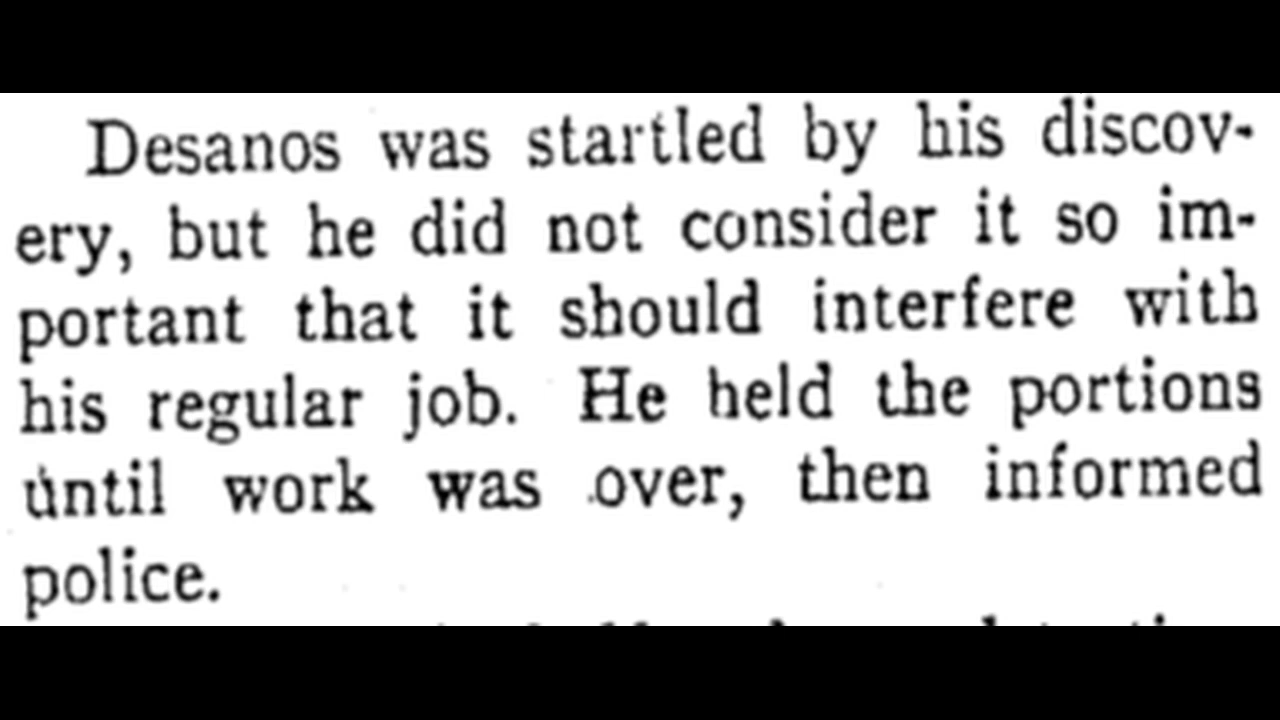 Desanos was startled by his discov-
ery, but he did not consider it so im-
portant that it should interfere with
his regular job. He held the portions
until work was over, then informed
police.